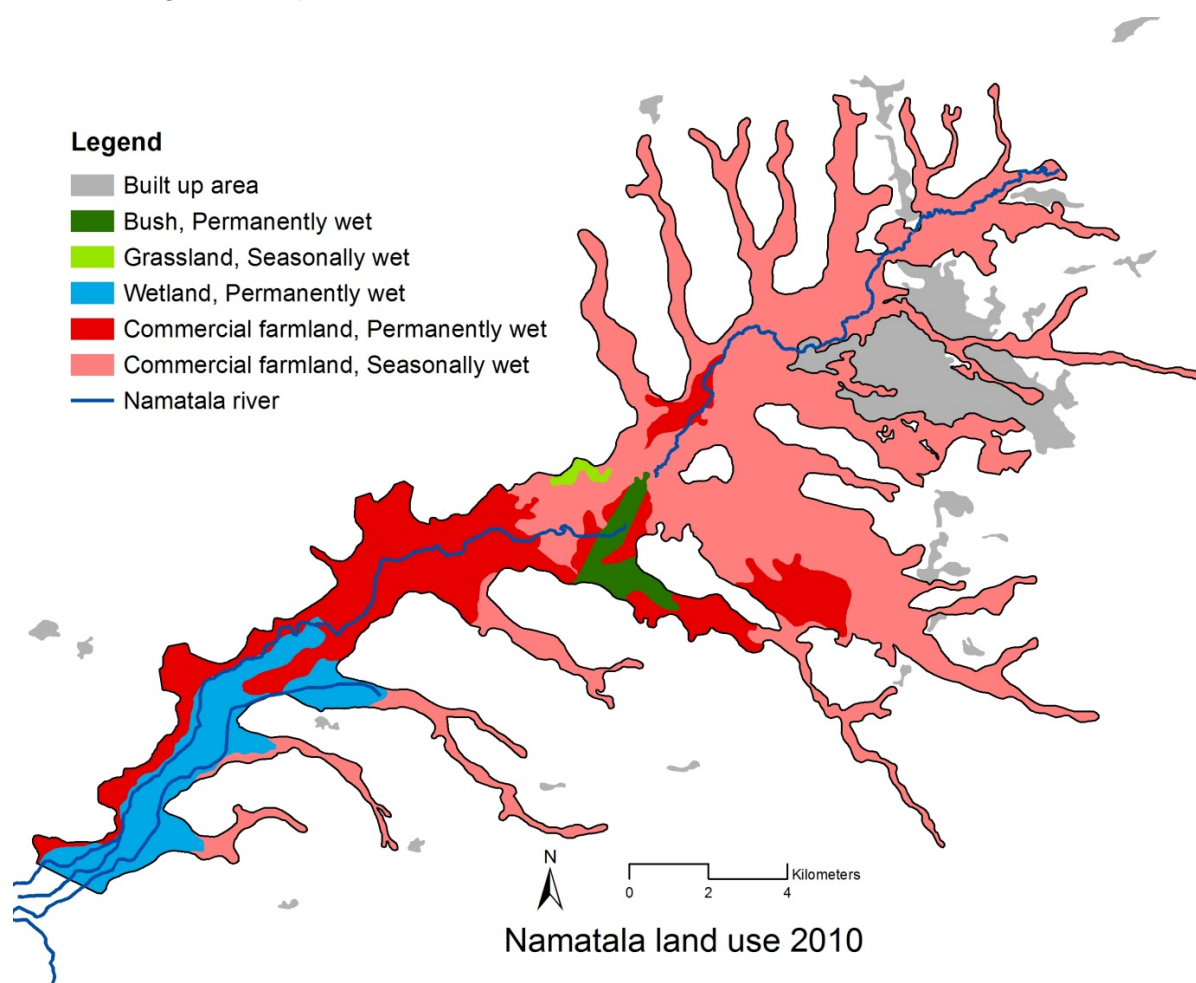 Legend
Built up area
Bush, Permanently wet
Grassland, Seasonally wet
Wetland, Permanently wet
Commercial farmland, Permanently wet
Commercial farmland, Seasonally wet
Namatala river
N
Kilometers
0 2 4
Namatala land use 2010